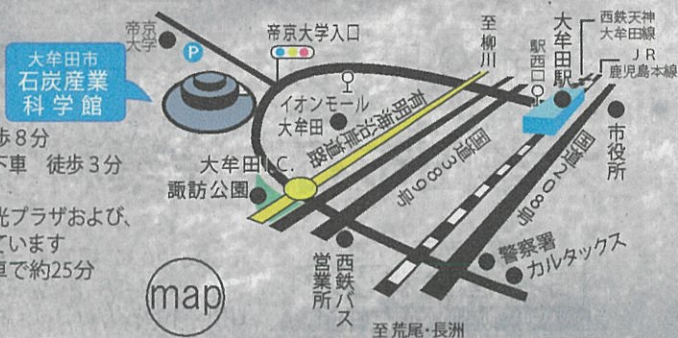 帝京
大学
P
帝京大学入口
至柳川
大牟田駅
駅西口
西鉄天神
大牟田線
JR
鹿児島本線
大牟田市
石炭産業
科学館
イオンモール
大牟田
有明海沿岸道路
国道389号
国道208号
市役所
歩8分
下車 徒歩3分
大牟田I.C.
諏訪公園
光プラザおよび、
ています
車で約25分
map
西鉄バス
営業所
警察署
カルタックス
至荒尾・長洲